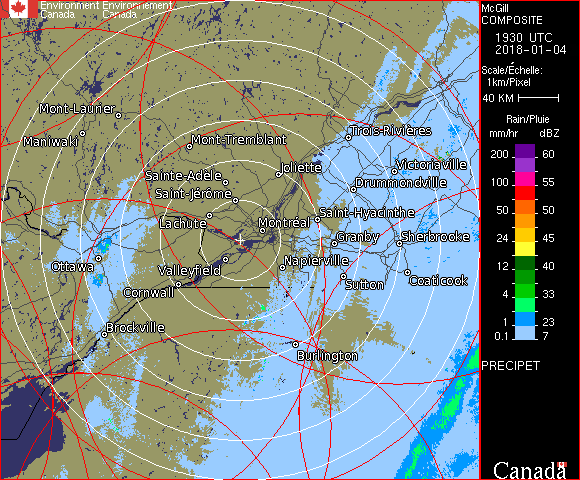 Environment Environnement
Canada Canada
Mont-Laurier
Maniwaki
Mont-Tremblant
Trois-Rivières
Sainte-Adèle
Joliette
Victoriaville
Saint-Jérôme
Drummondville
Lachute
Montréal
Saint-Hyacinthe
Granby
Sherbrooke
Ottawa
Valleyfield
Napierville
Cornwall
Sutton
Coaticook
Brockville
Burlington
McGill
COMPOSITE
1930 UTC
2018-01-04
Scale/Échelle:
1km/Pixel
40 KM
Rain/Pluie
mm/hr dBZ
200 60
100 55
50 50
24 45
12 40
4 33
1 23
0.1 7
PRECIPET
Canada